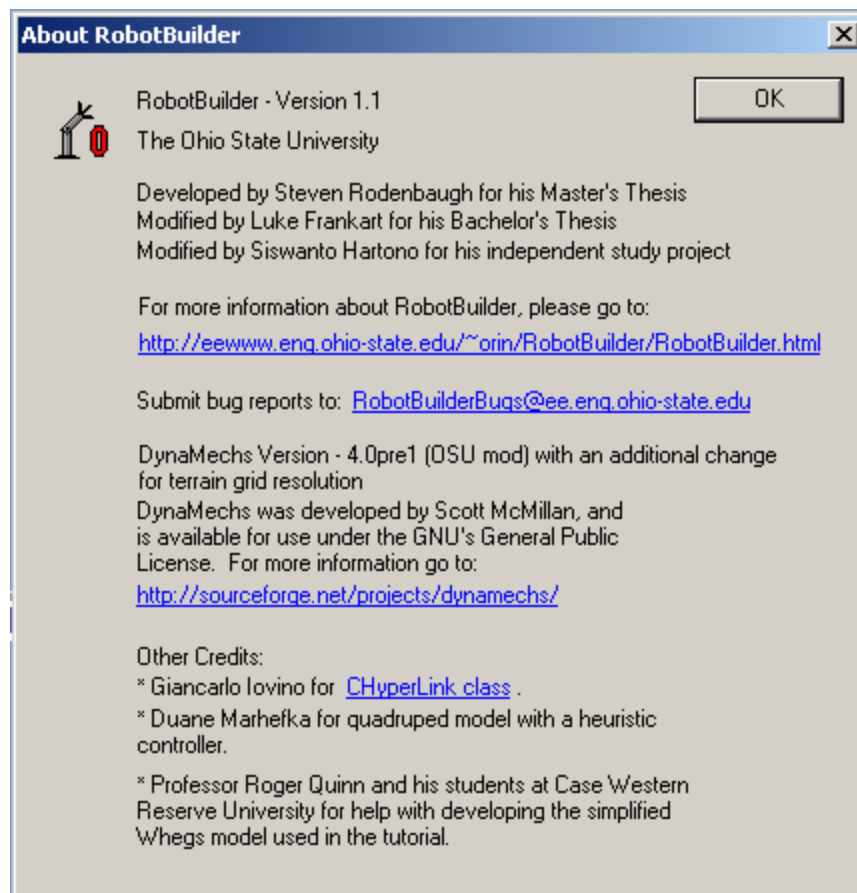 About RobotBuilder
RobotBuilder - Version 1.1
OK
The Ohio State University
Developed by Steven Rodenbaugh for his Master's Thesis
Modified by Luke Frankart for his Bachelor's Thesis
Modified by Siswanto Hartono for his independent study project
For more information about RobotBuilder, please go to:
http://eewww.eng.ohio-state.edu/~orin/RobotBuilder/RobotBuilder.html
Submit bug reports to: RobotBuilderBugs@ee.eng.ohio-state.edu
DynaMechs Version - 4.0pre1 (OSU mod) with an additional change
for terrain grid resolution
DynaMechs was developed by Scott McMillan, and
is available for use under the GNU's General Public
License. For more information go to:
http://sourceforge.net/projects/dynamechs/
Other Credits:
* Giancarlo Iovino for CHyperLink class .
* Duane Marhefka for quadruped model with a heuristic
controller.
* Professor Roger Quinn and his students at Case Western
Reserve University for help with developing the simplified
Whegs model used in the tutorial.